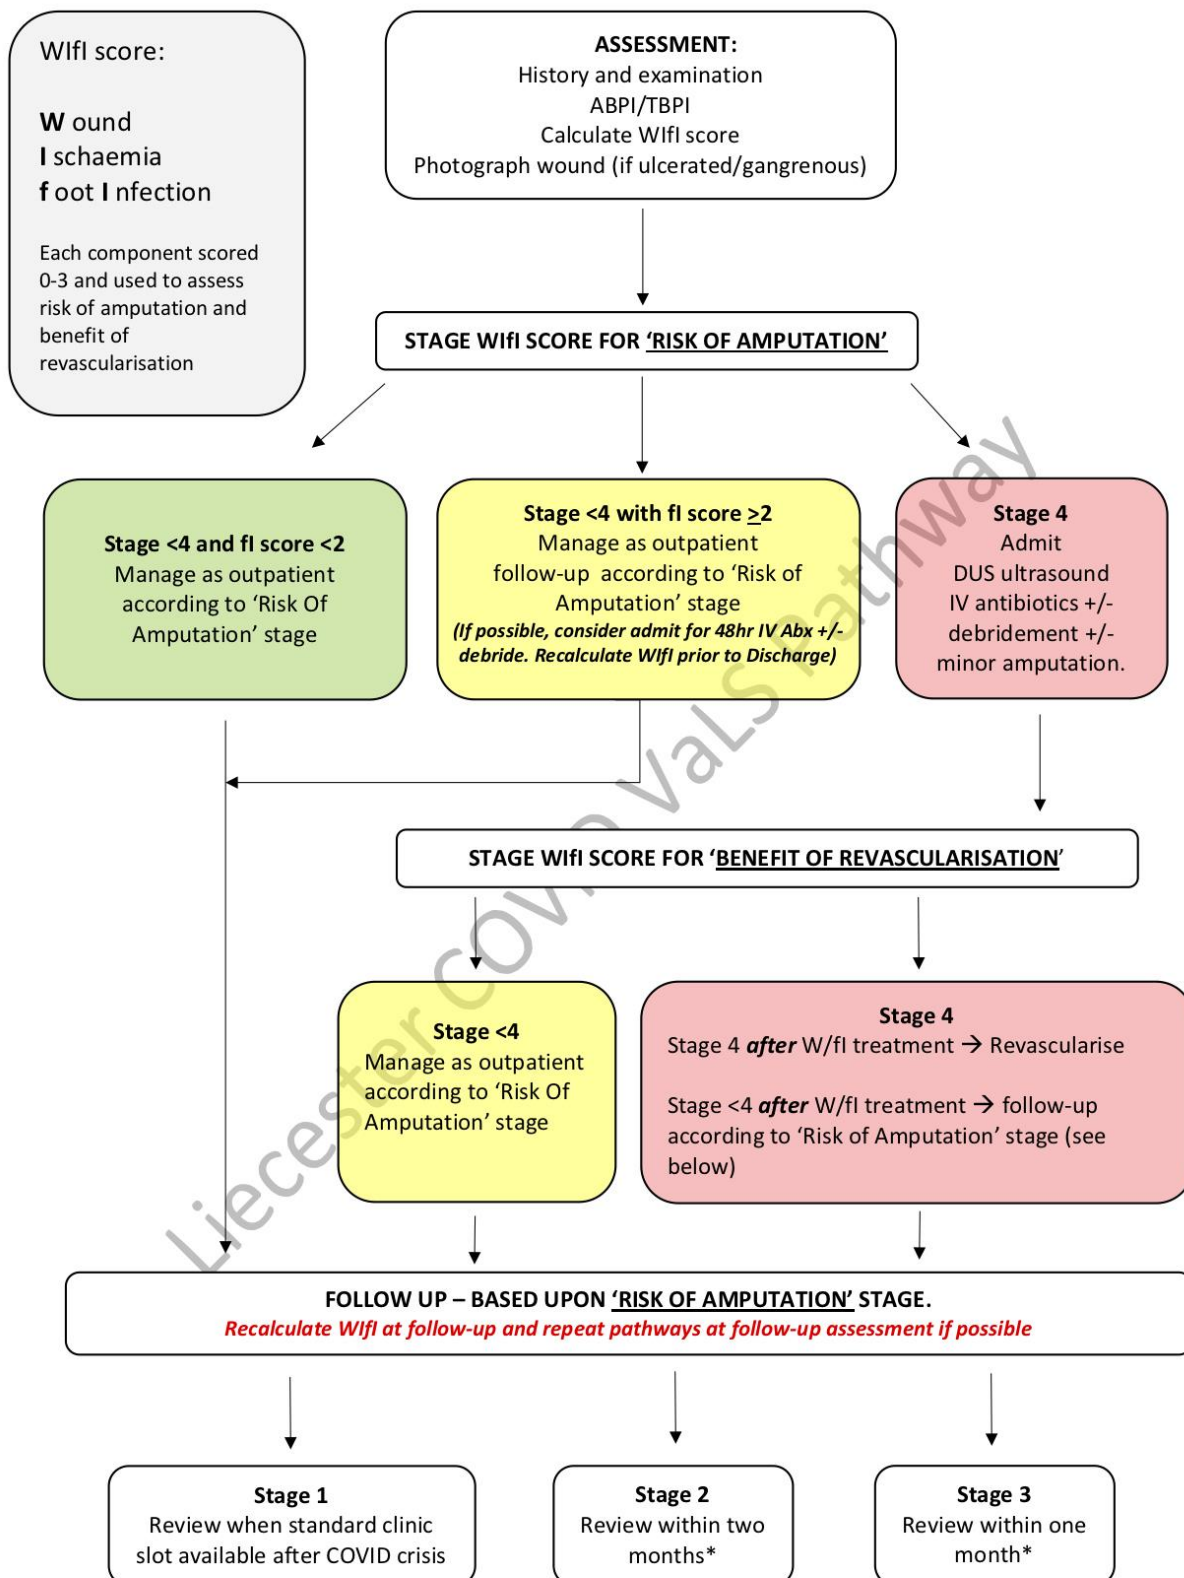 WIfI score:
W ound
I schaemia
f oot I nfection
Each component scored
0-3 and used to assess
risk of amputation and
benefit of
revascularisation
ASSESSMENT:
History and examination
ABPI/TBPI
Calculate WIfI score
Photograph wound (if ulcerated/gangrenous)
STAGE WIfI SCORE FOR ‘RISK OF AMPUTATION’
Stage <4 and fI score <2
Manage as outpatient
according to ‘Risk Of
Amputation’ stage
Stage <4 with fI score >2
Manage as outpatient
follow-up according to ‘Risk of
Amputation’ stage
(If possible, consider admit for 48hr IV Abx +/-
debride. Recalculate WIfI prior to Discharge)
Stage 4
Admit
DUS ultrasound
IV antibiotics +/-
debridement +/-
minor amputation.
STAGE WIfI SCORE FOR ‘BENEFIT OF REVASCULARISATION’
Stage <4
Manage as outpatient
according to ‘Risk Of
Amputation’ stage
Stage 4
Stage 4 after W/fI treatment → Revascularise
Stage <4 after W/fI treatment → follow-up
according to ‘Risk of Amputation’ stage (see
below)
FOLLOW UP – BASED UPON ‘RISK OF AMPUTATION’ STAGE.
Recalculate WIfI at follow-up and repeat pathways at follow-up assessment if possible
Stage 1
Review when standard clinic
slot available after COVID crisis
Stage 2
Review within two
months*
Stage 3
Review within one
month*
Liecester COVID VaLS Pathway